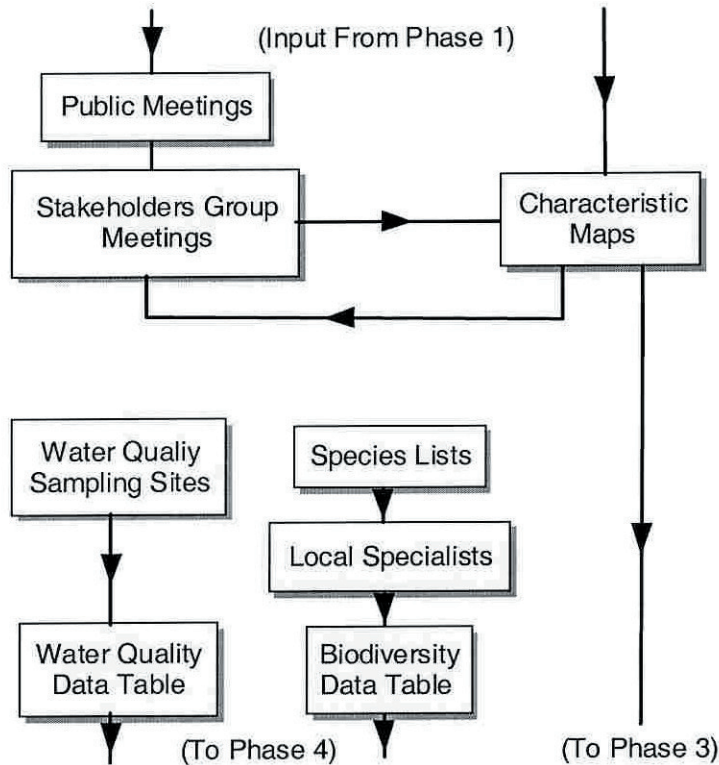 (Input From Phase 1)
Public Meetings
Stakeholders Group
Meetings
Characteristic
Maps
Water Qualiy
Sampling Sites
Species Lists
Local Specialists
Water Quality
Data Table
Biodiversity
Data Table
(To Phase 4)
(To Phase 3)